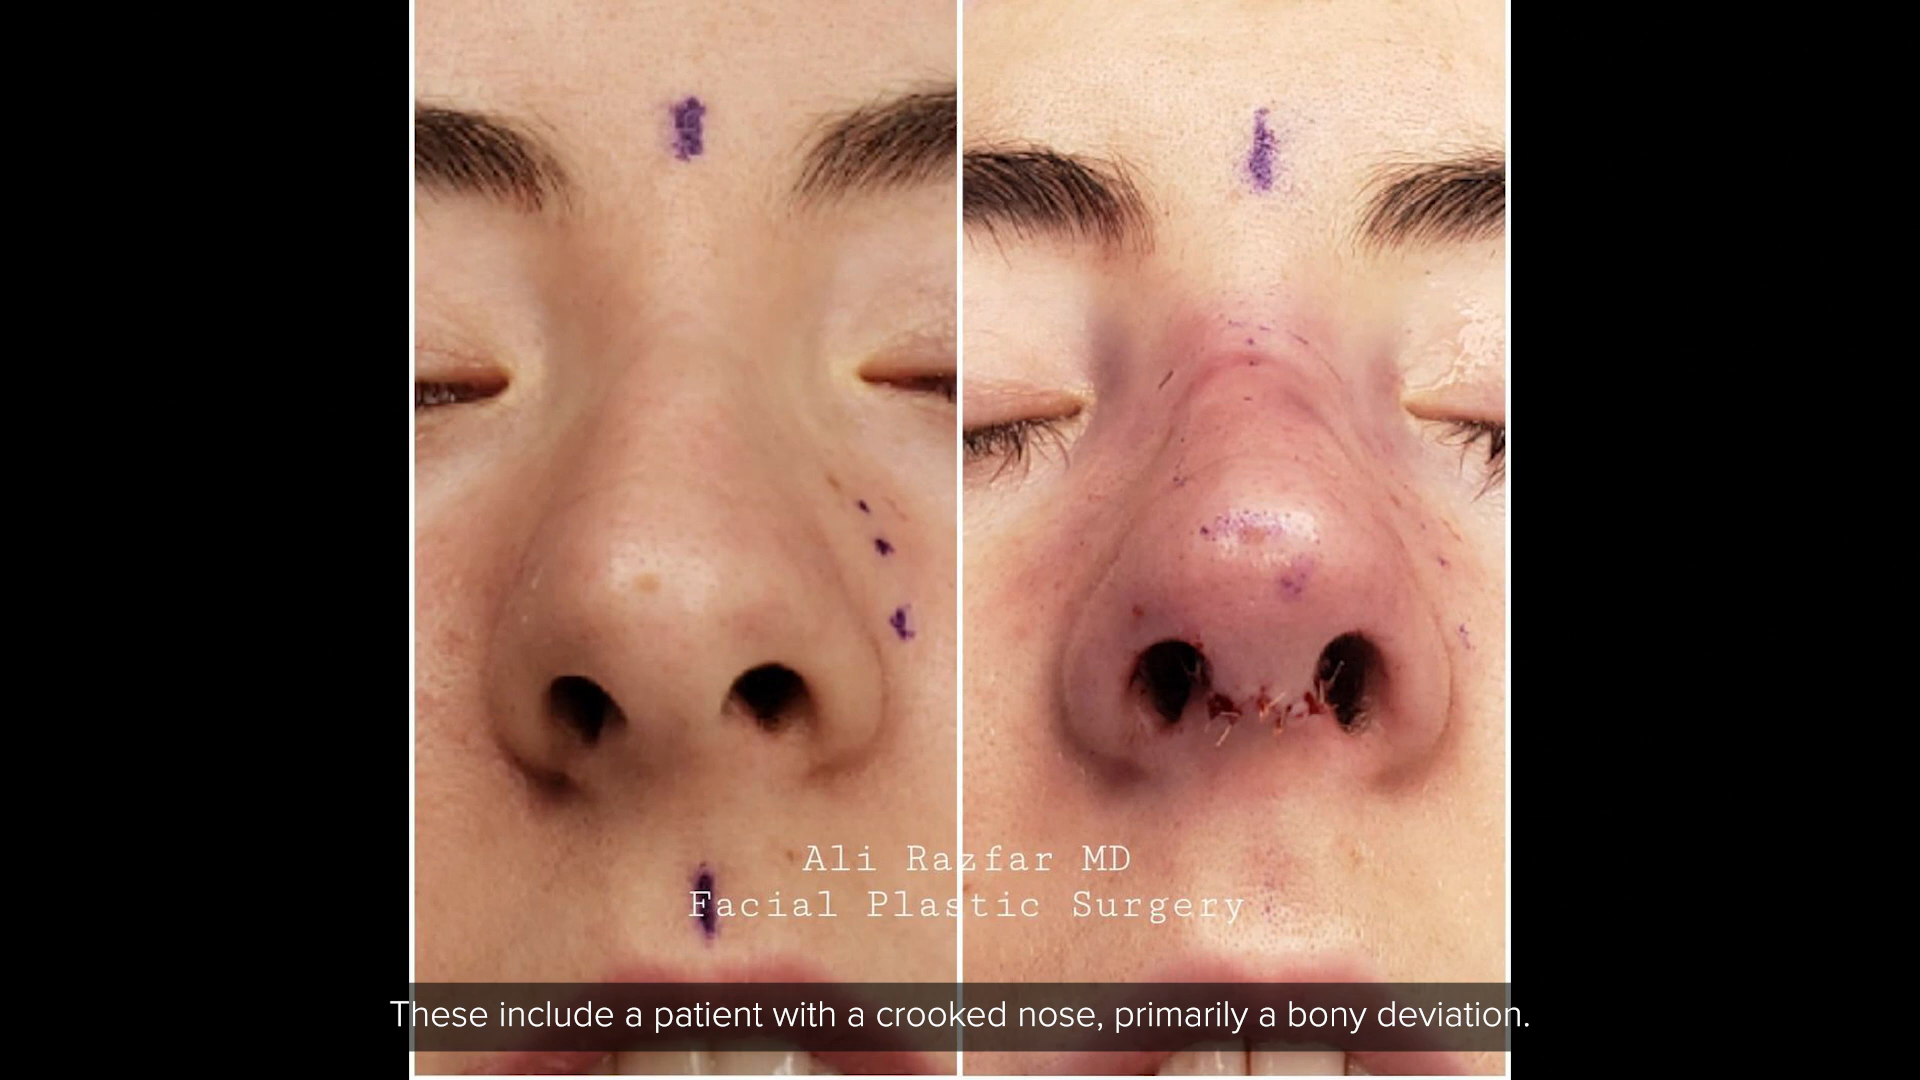 Ali Razfar MD
Facial Plastic Surgery
These include a patient with a crooked nose, primarily a bony deviation.